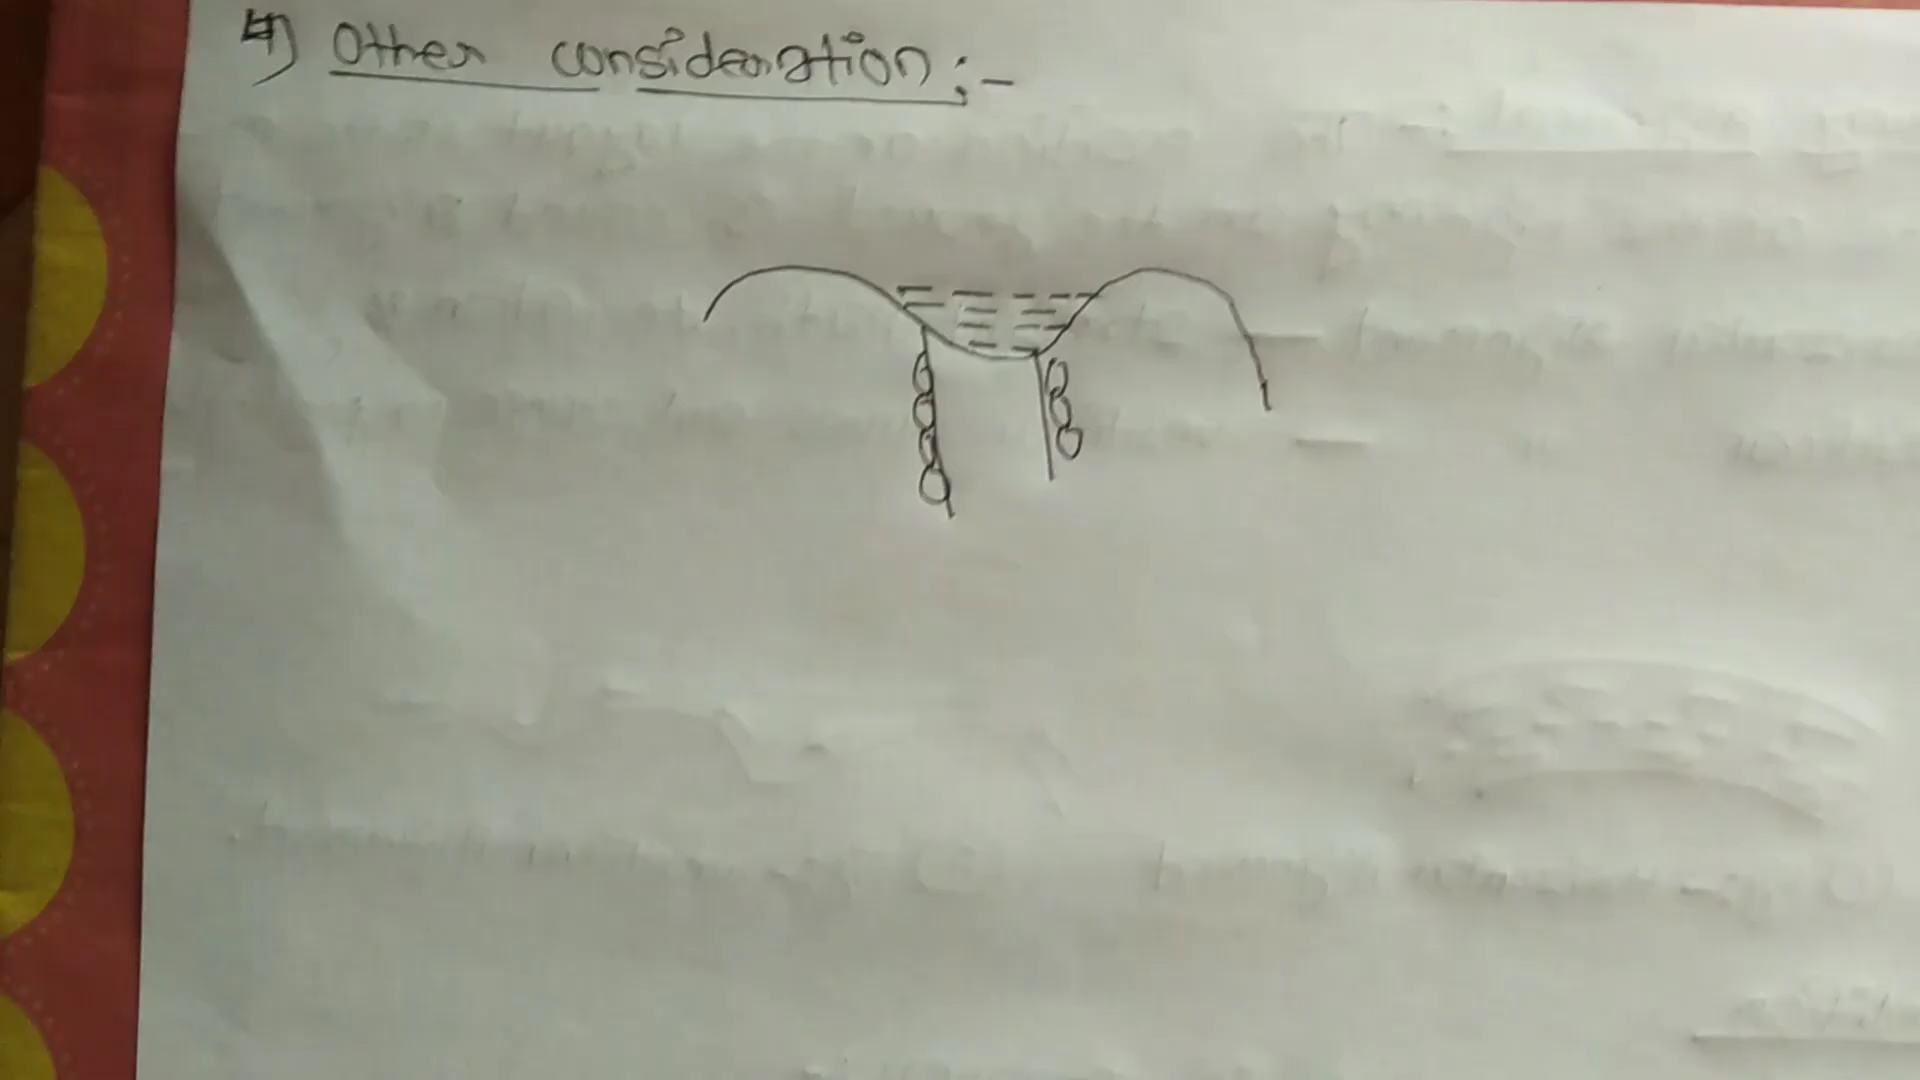 4) Other consideration :-